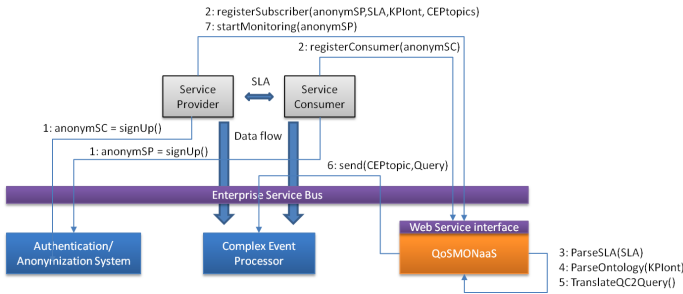 2: registerSubscriber(anonymSP,SLA,KPIont, CEPtopics)
7: startMonitoring(anonymSP)
2: registerConsumer(anonymSC)
SLA
Service
Provider
Service
Consumer
1: anonymSC = signUp()
Data flow
1: anonymSP = signUp()
6: send(CEPtopic,Query)
Enterprise Service Bus
Web Service interface
Authentication/
Anonymization System
Complex Event
Processor
QoSMONaaS
3: ParseSLA(SLA)
4: ParseOntology(KPIont)
5: TranslateQC2Query()